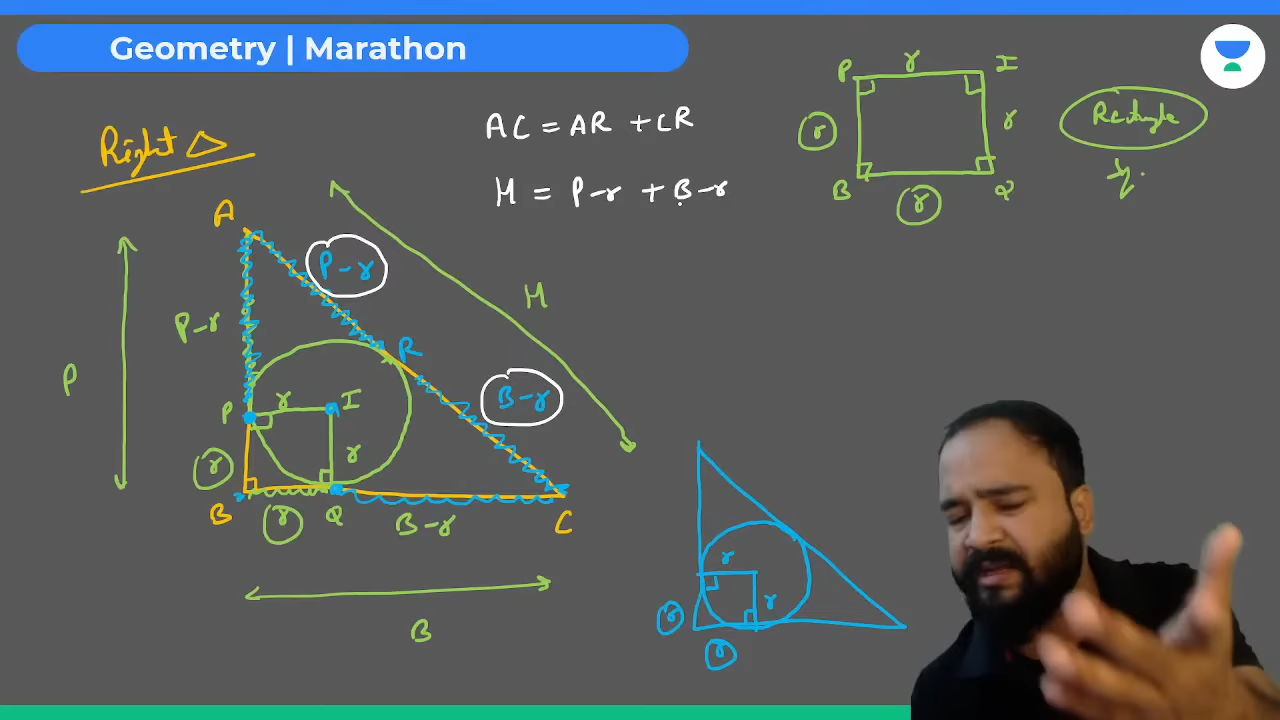 Geometry | Marathon
Right △
AC = AR + CR
H = P-r + B-r
P r I
r r
B r Q
Rectangle
A
P-r
H
P-r
R
P
B-r
P r I
r r
B r Q B-r C
B
r
r
r
r